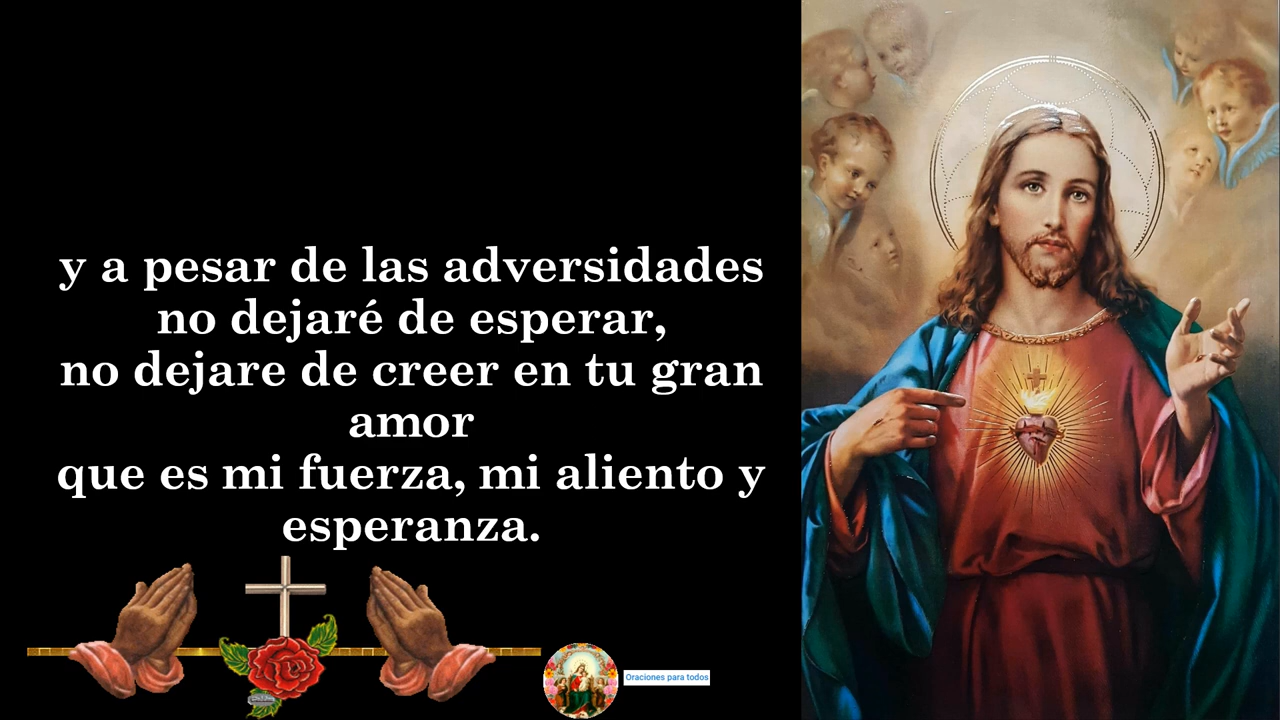 y a pesar de las adversidades
no dejaré de esperar,
no dejare de creer en tu gran
amor
que es mi fuerza, mi aliento y
esperanza.
Oraciones para todos